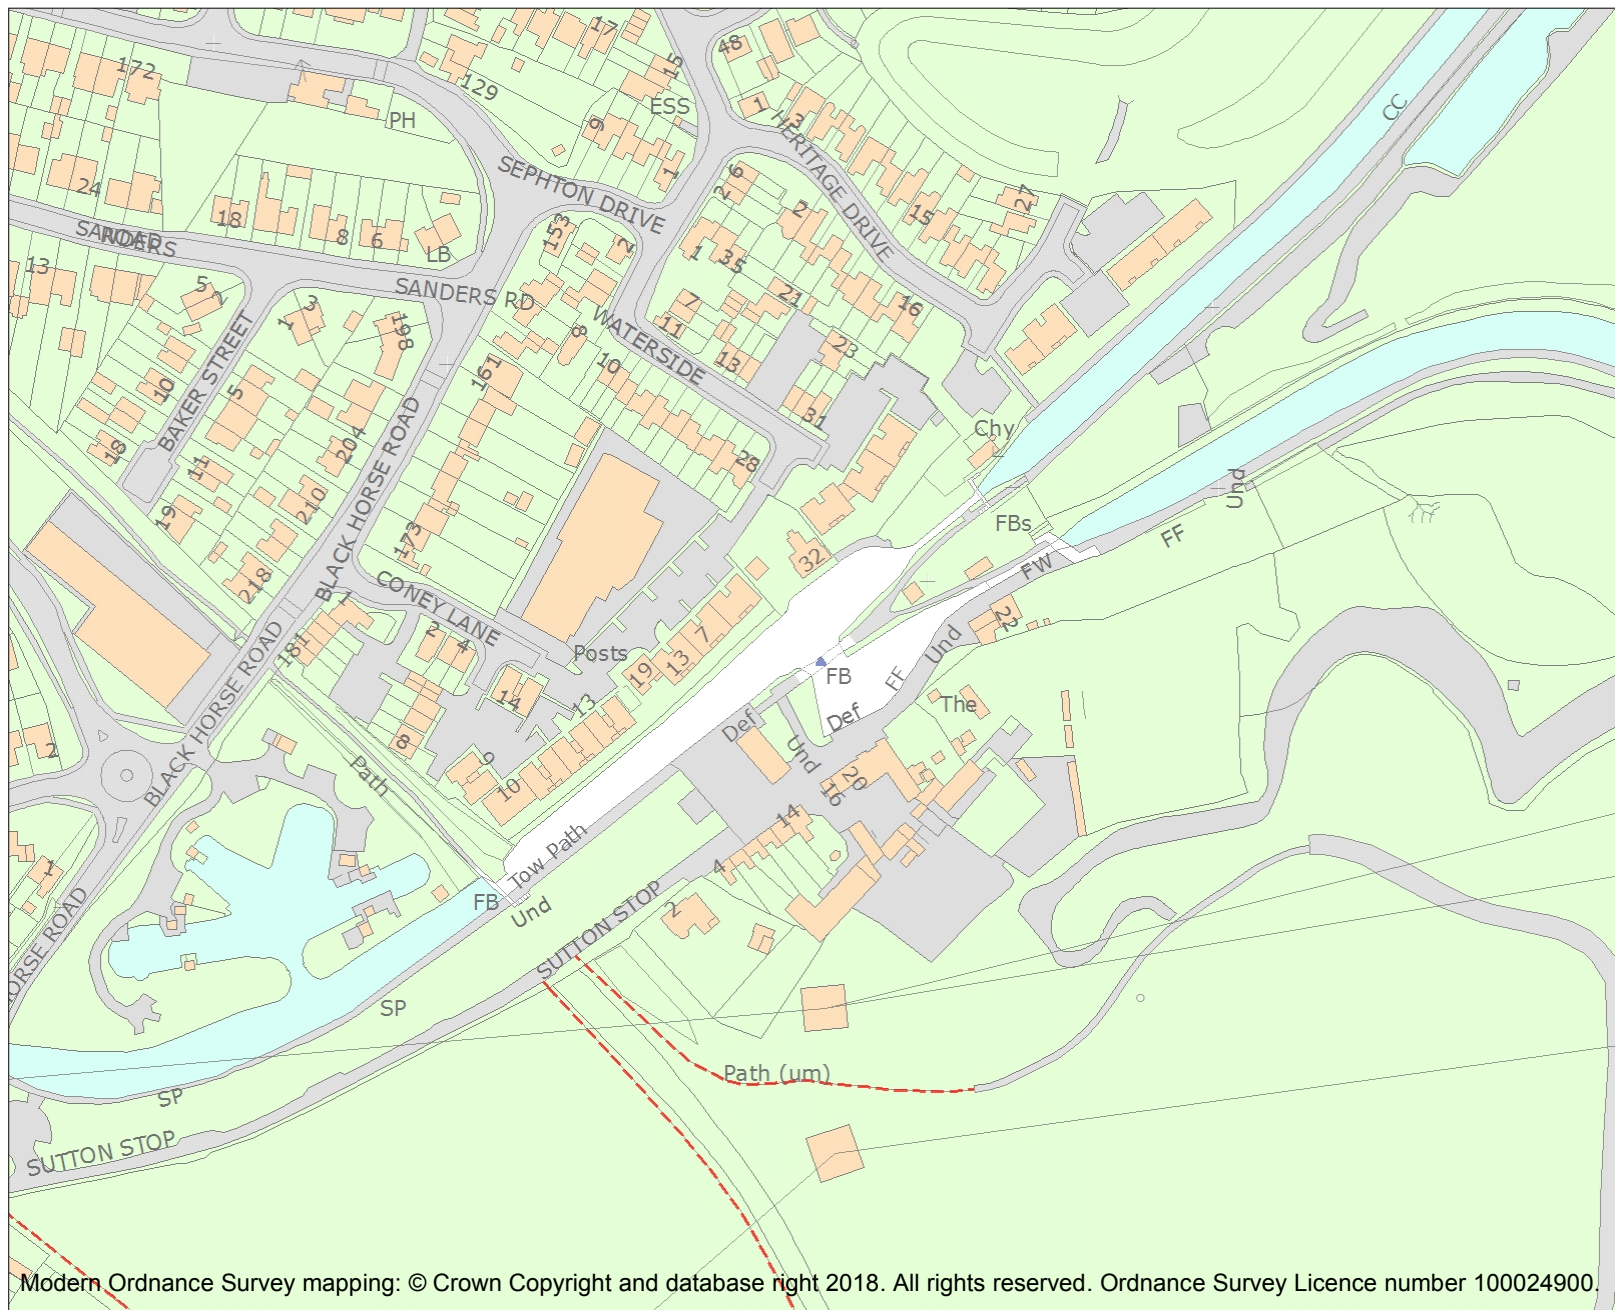 17
48
172
15
129
ESS
1
3
CC
PH
9
HERITAGE DRIVE
SEPHTON DRIVE
1
26
24
27
18
2
15
SANDERS
ROAD
8
6
153
2
LB
1
35
13
5
2
SANDERS RD
21
16
7
3
1
198
WATERSIDE
8
11
23
161
10
13
BAKER STREET
10
5
31
BLACK HORSE ROAD
Chy
18
204
28
11
Und
210
19
FBs
FF
173
32
FW
218
CONEY LANE
1
22
2
4
7
181
Posts
Und
13
19
FB
FF
BLACK HORSE ROAD
14
13
The
Def
Def
8
2
Und
9
20
Path
10
16
14
1
Tow Path
4
FB
Und
2
HORSE ROAD
SUTTON STOP
SP
Path (um)
SP
SUTTON STOP
Modern Ordnance Survey mapping: © Crown Copyright and database right 2018. All rights reserved. Ordnance Survey Licence number 100024900.